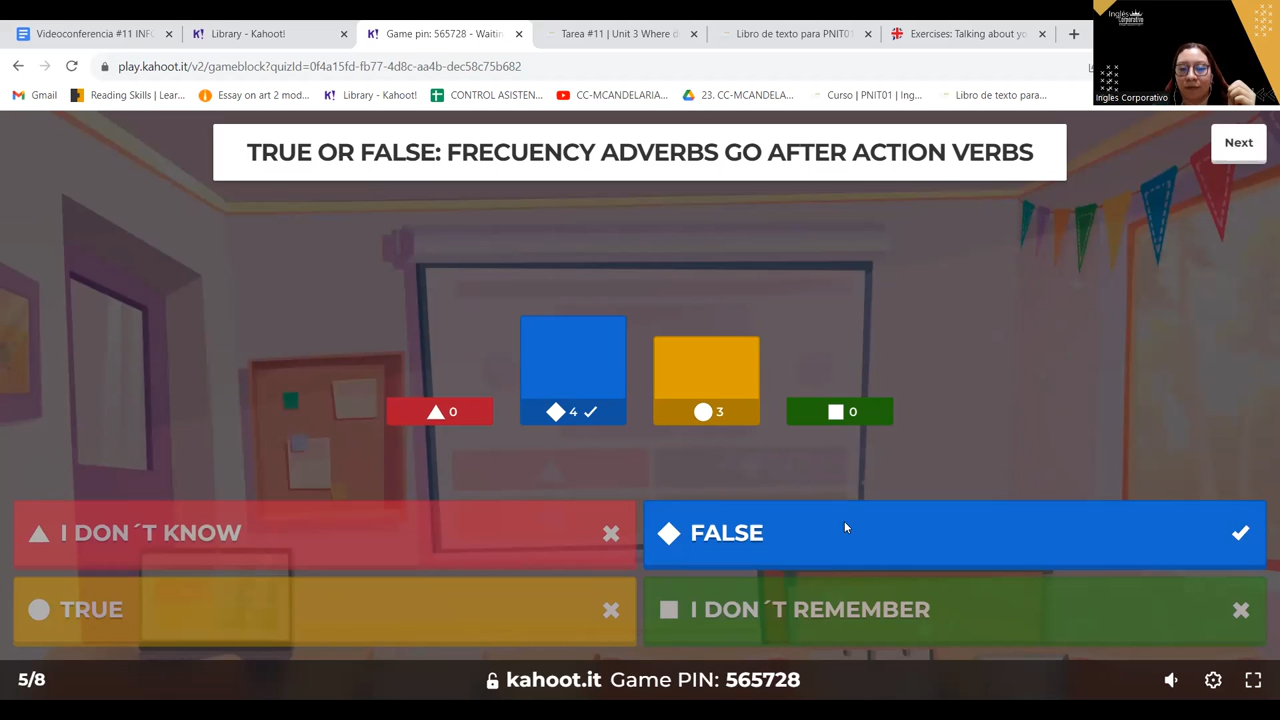 Videoconferencia #11 INFO
Library - Kahoot!
Game pin: 565728 - Waitin
Tarea #11 | Unit 3 Where d
Libro de texto para PNIT01
Exercises: Talking about yo
play.kahoot.it/v2/gameblock?quizId=0f4a15fd-fb77-4d8c-aa4b-dec58c75b682
Gmail
Reading Skills | Lear...
Essay on art 2 mod...
Library - Kahoot!
CONTROL ASISTEN...
CC-MCANDELARIA...
23. CC-MCANDELA...
Curso | PNIT01 | Ing...
Libro de texto para...
Inglés
Corporativo
Ingles Corporativo
TRUE OR FALSE: FRECUENCY ADVERBS GO AFTER ACTION VERBS
Next
0
4
3
0
I DON´T KNOW
FALSE
TRUE
I DON´T REMEMBER
5/8
kahoot.it Game PIN: 565728